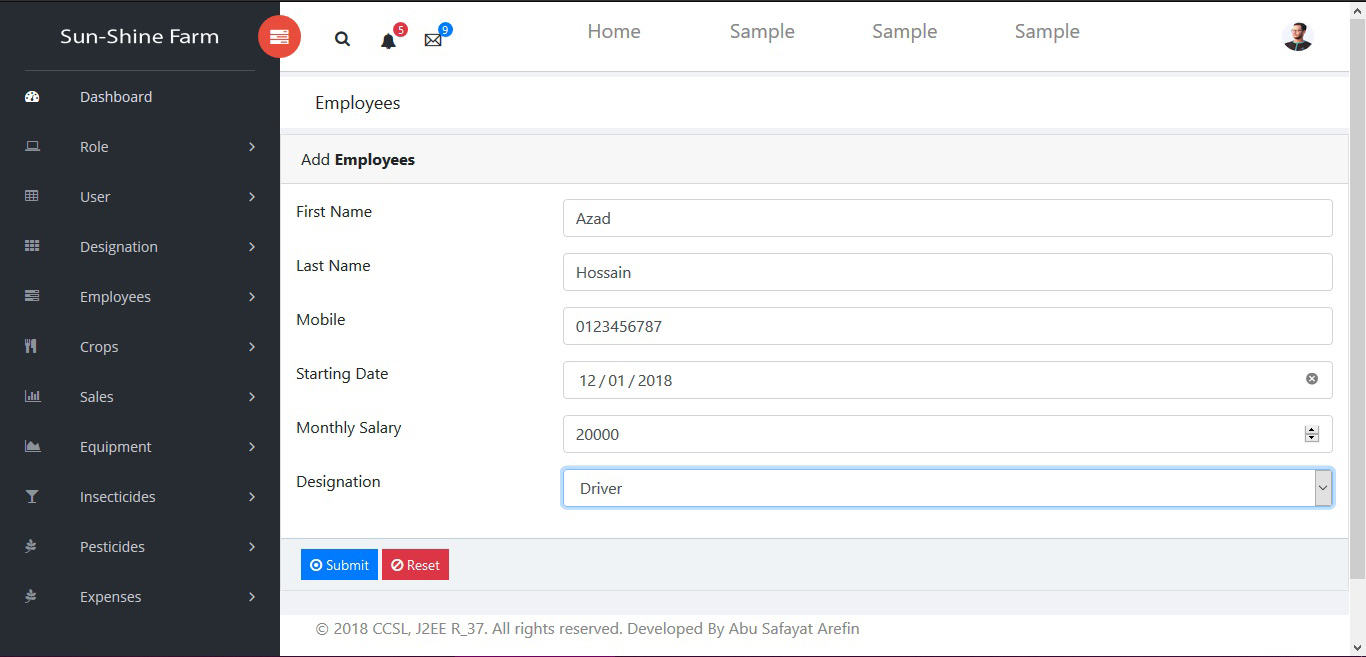 Sun-Shine Farm
5
9
Home Sample Sample Sample
Dashboard
Role
User
Designation
Employees
Crops
Sales
Equipment
Insecticides
Pesticides
Expenses
Employees
Add Employees
First Name Azad
Last Name Hossain
Mobile 0123456787
Starting Date 12 / 01 / 2018
Monthly Salary 20000
Designation Driver
Submit Reset
© 2018 CCSL, J2EE R_37. All rights reserved. Developed By Abu Safayat Arefin